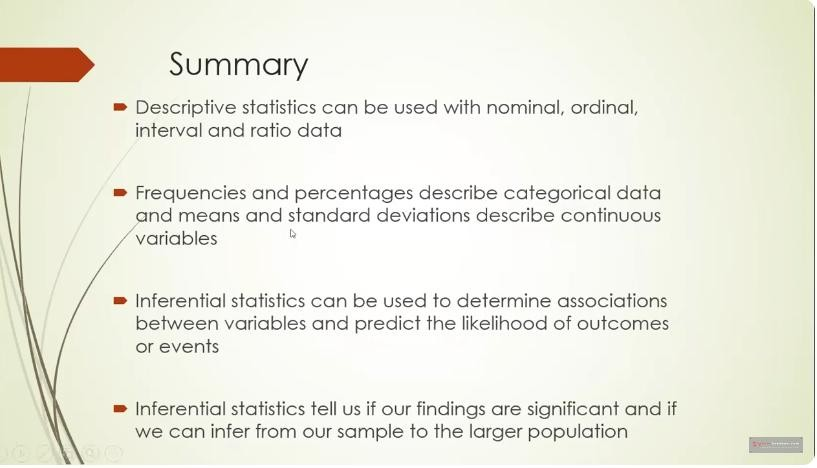 Summary
Descriptive statistics can be used with nominal, ordinal,
interval and ratio data
Frequencies and percentages describe categorical data
and means and standard deviations describe continuous
variables
Inferential statistics can be used to determine associations
between variables and predict the likelihood of outcomes
or events
Inferential statistics tell us if our findings are significant and if
we can infer from our sample to the larger population